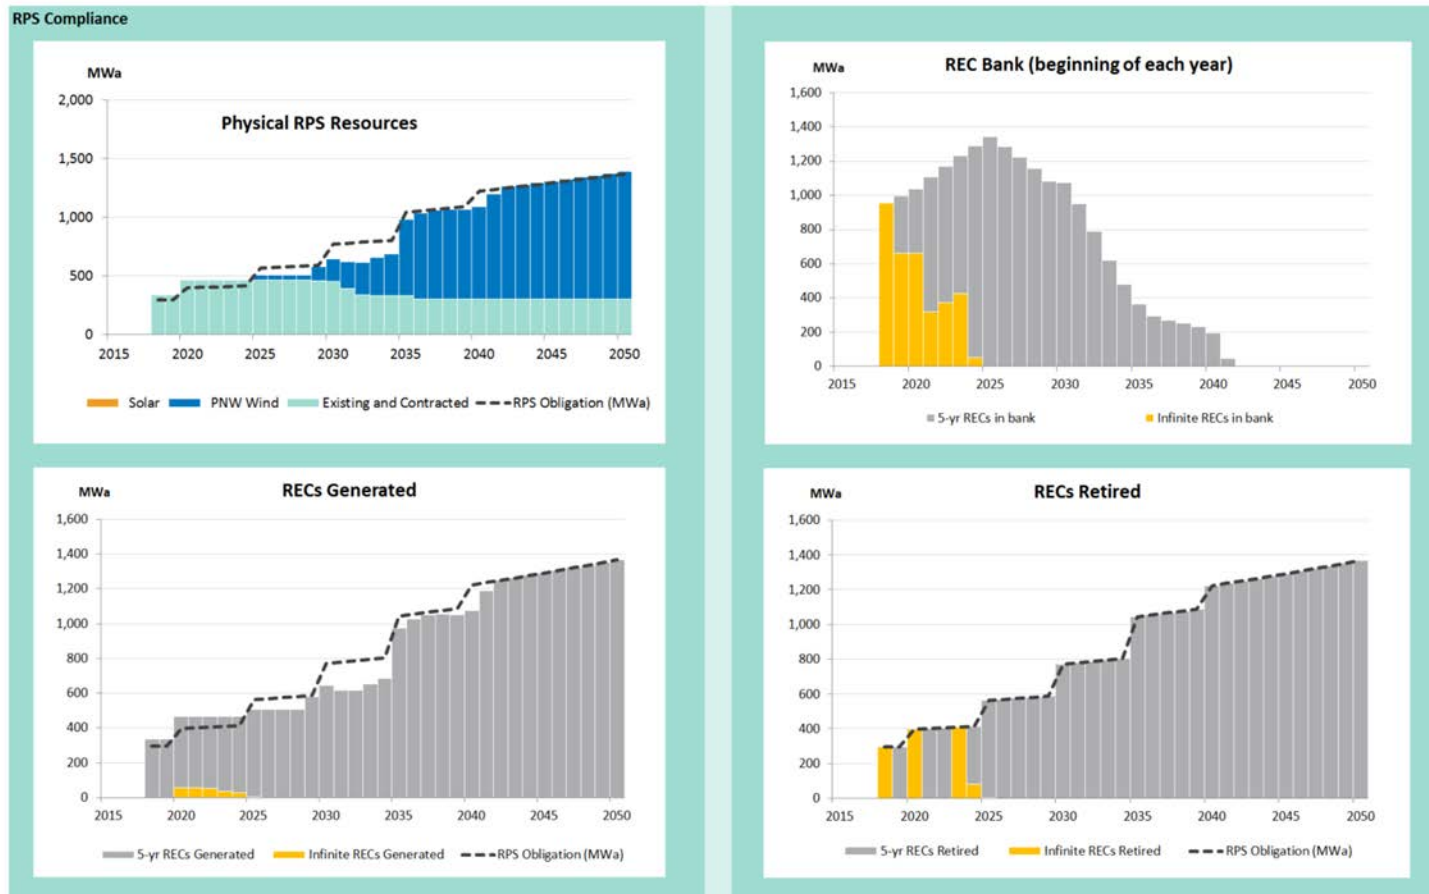 RPS Compliance
MWa
Physical RPS Resources
2,000
1,500
1,000
500
0
2015 2020 2025 2030 2035 2040 2045 2050
Solar PNW Wind Existing and Contracted RPS Obligation (MWa)
MWa
REC Bank (beginning of each year)
1,600
1,400
1,200
1,000
800
600
400
200
0
2015 2020 2025 2030 2035 2040 2045 2050
5-yr RECs in bank Infinite RECs in bank
MWa
RECs Generated
1,600
1,400
1,200
1,000
800
600
400
200
0
2015 2020 2025 2030 2035 2040 2045 2050
5-yr RECs Generated Infinite RECs Generated RPS Obligation (MWa)
MWa
RECs Retired
1,600
1,400
1,200
1,000
800
600
400
200
0
2015 2020 2025 2030 2035 2040 2045 2050
5-yr RECs Retired Infinite RECs Retired RPS Obligation (MWa)